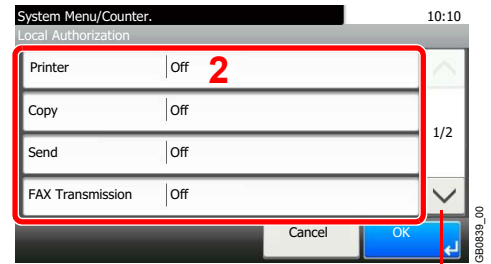 System Menu/Counter. 10:10
Local Authorization
Printer Off 2
Copy Off
1/2
Send Off
FAX Transmission Off
Cancel OK
GB0839_00